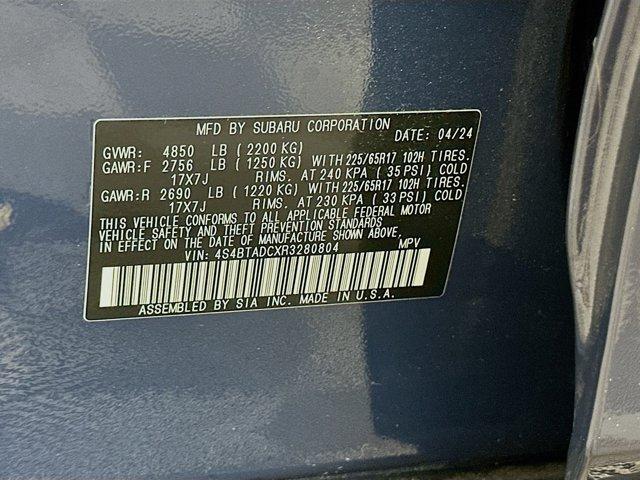 MFD BY SUBARU CORPORATION DATE: 04/24
GVWR: 4850 LB (2200 KG)
GAWR:F 2756 LB (1250 KG) WITH 225/65R17 102H TIRES.
17X7J RIMS. AT 240 KPA (35 PSI) COLD
GAWR:R 2690 LB (1220 KG) WITH 225/65R17 102H TIRES.
17X7J RIMS. AT 230 KPA (33 PSI) COLD
THIS VEHICLE CONFORMS TO ALL APPLICABLE FEDERAL MOTOR
VEHICLE SAFETY AND THEFT PREVENTION STANDARDS
IN EFFECT ON THE DATE OF MANUFACTURE SHOWN ABOVE.
VIN: 4S4BTADCXR3280804 MPV
ASSEMBLED BY SIA INC. MADE IN U.S.A.